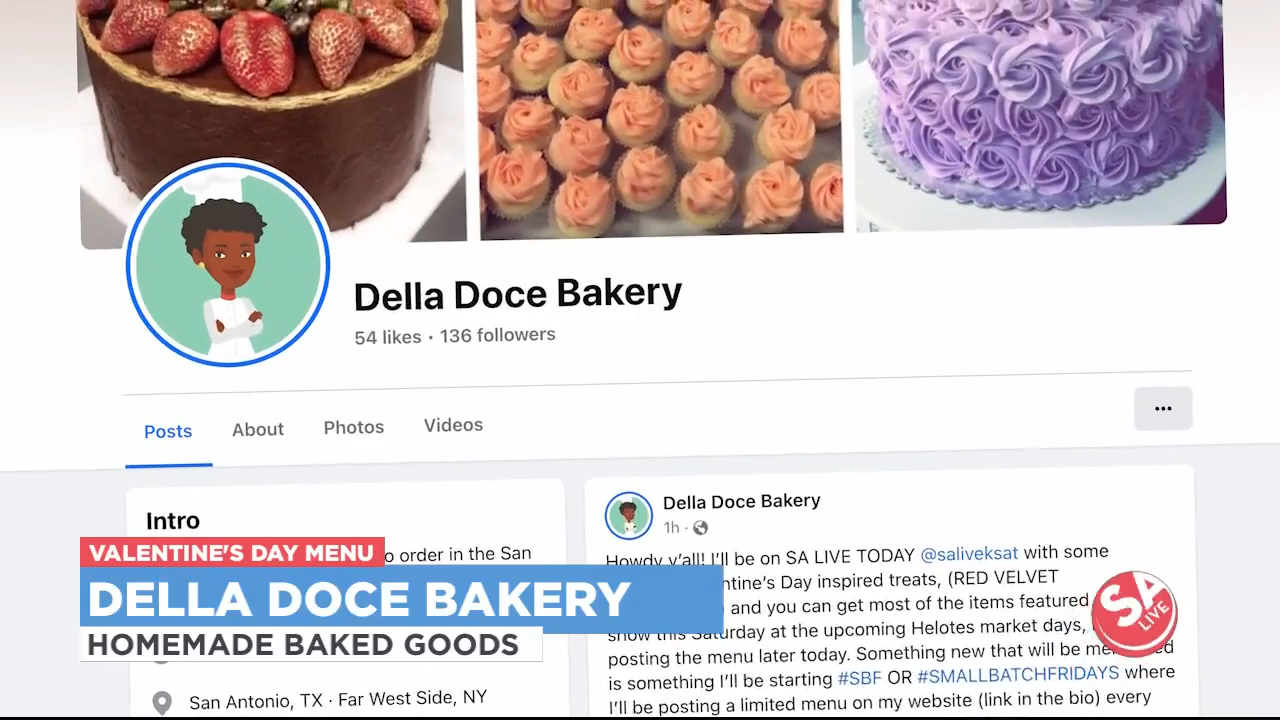 Della Doce Bakery
54 likes · 136 followers
Posts
About
Photos
Videos
...
Intro
o order in the San
San Antonio, TX · Far West Side, NY
Della Doce Bakery
1h ·
Howdy y'all! I'll be on SA LIVE TODAY @saliveksat with some
ntine's Day inspired treats, (RED VELVET
and you can get most of the items featured
show this Saturday at the upcoming Helotes market days,
posting the menu later today. Something new that will be
is something I'll be starting #SBF OR #SMALLBATCHFRIDAYS where
I'll be posting a limited menu on my website (link in the bio) every
VALENTINE'S DAY MENU
DELLA DOCE BAKERY
HOMEMADE BAKED GOODS
SA
LIVE